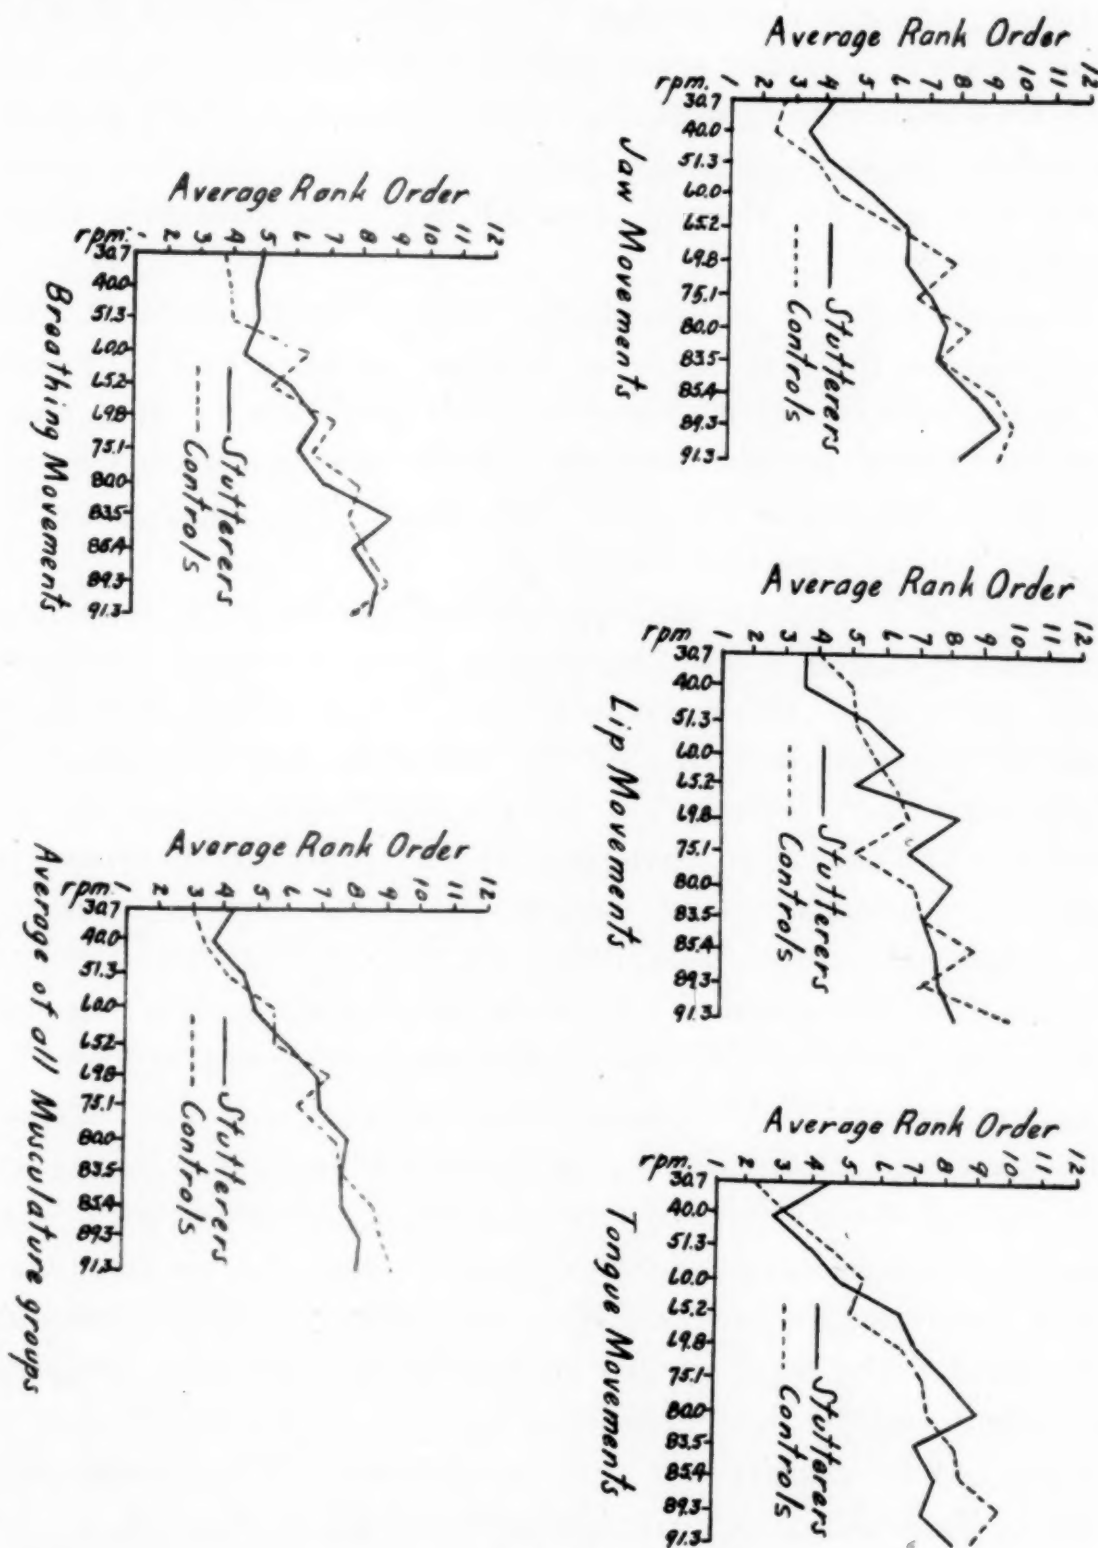 Average Rank Order
1 2 3 4 5 6 7 8 9 10 11 12
rpm. 30.7 40.0 51.3 60.0 65.2 69.8 75.1 80.0 83.5 85.4 89.3 91.3
Stutterers
Controls
Jaw Movements
Average Rank Order
1 2 3 4 5 6 7 8 9 10 11 12
rpm. 30.7 40.0 51.3 60.0 65.2 69.8 75.1 80.0 83.5 85.4 89.3 91.3
Stutterers
Controls
Lip Movements
Average Rank Order
1 2 3 4 5 6 7 8 9 10 11 12
rpm. 30.7 40.0 51.3 60.0 65.2 69.8 75.1 80.0 83.5 85.4 89.3 91.3
Stutterers
Controls
Tongue Movements
Average Rank Order
1 2 3 4 5 6 7 8 9 10 11 12
rpm. 30.7 40.0 51.3 60.0 65.2 69.8 75.1 80.0 83.5 85.4 89.3 91.3
Stutterers
Controls
Breathing Movements
Average Rank Order
1 2 3 4 5 6 7 8 9 10 11 12
rpm. 30.7 40.0 51.3 60.0 65.2 69.8 75.1 80.0 83.5 85.4 89.3 91.3
Stutterers
Controls
Average of all Musculature groups